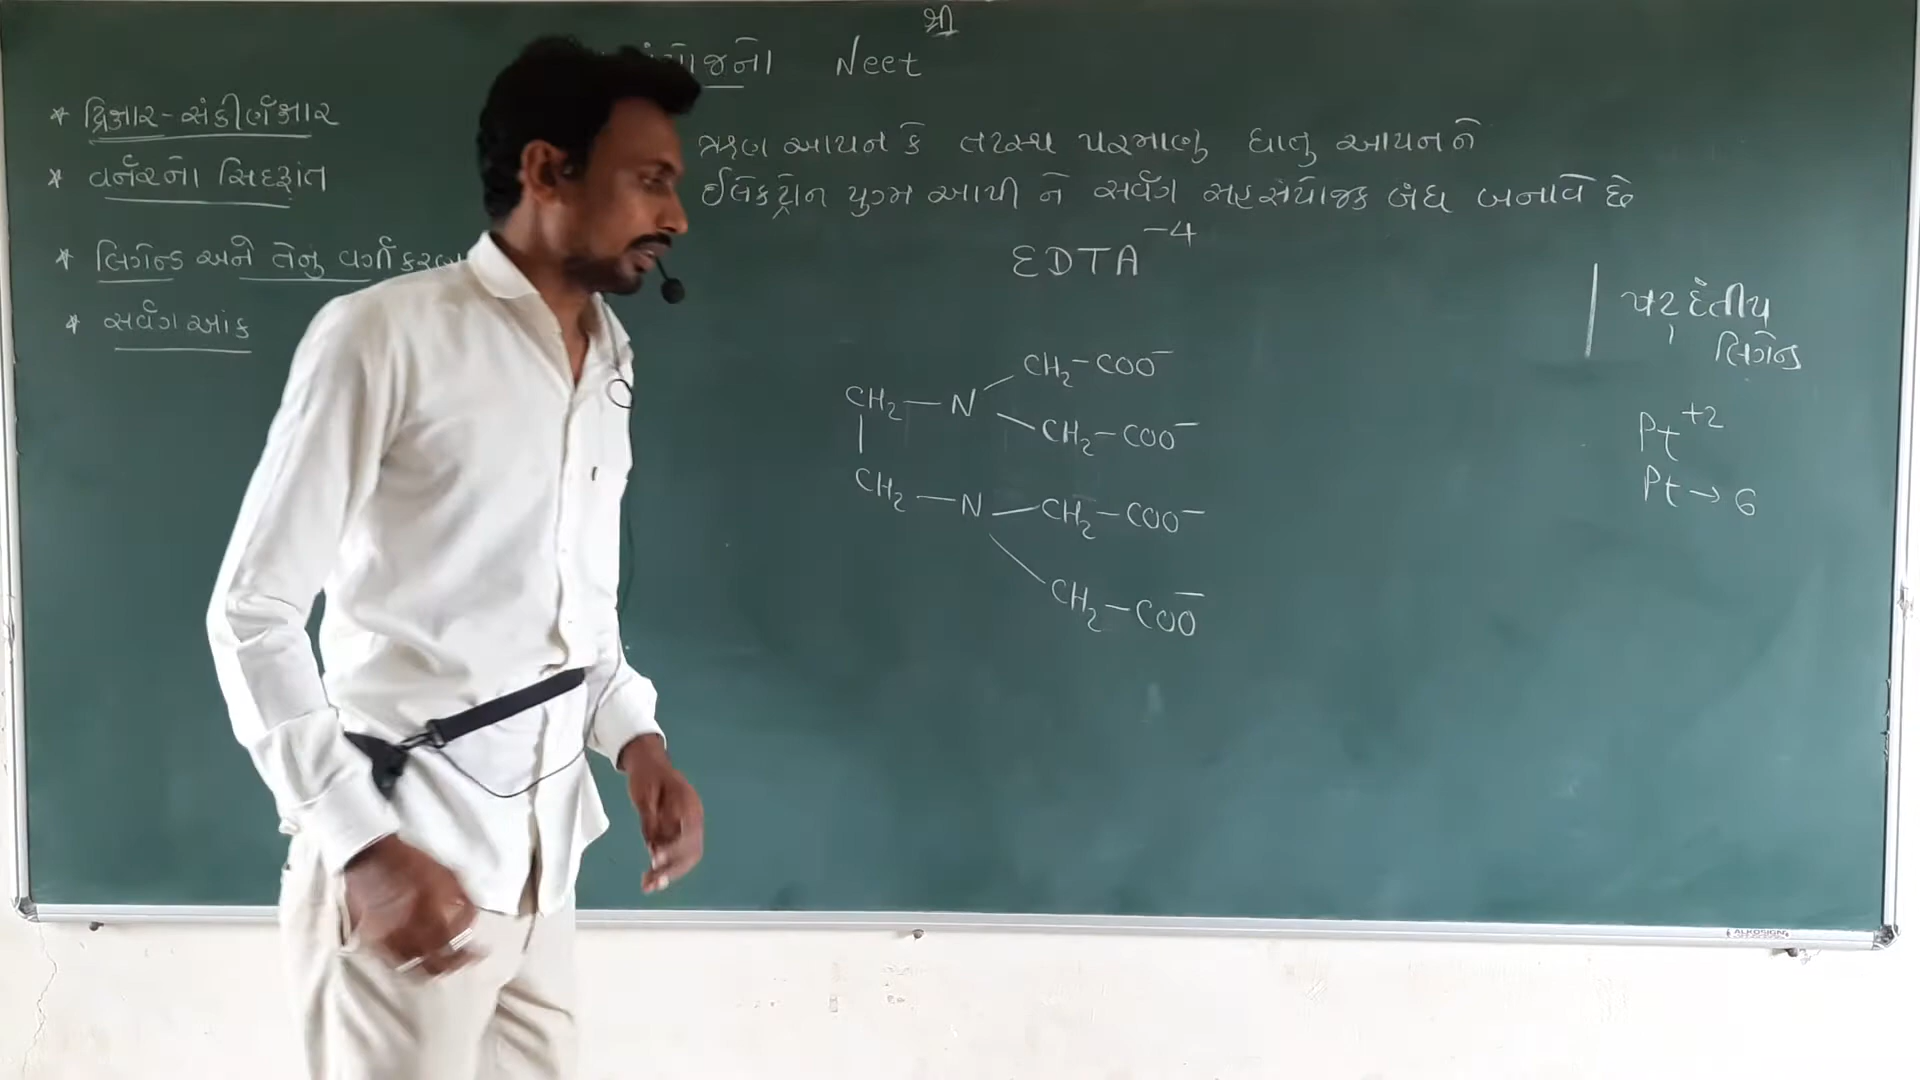 શ્રી
Neet
* દ્વિક્ષાર-સંકીર્ણક્ષાર
* વર્નરનો સિદ્ધાંત
* લિગેન્ડ અને તેનું વર્ગીકરણ
* સવર્ગ આંક
ઋણ આયન કે તટસ્થ પરમાણુ ધાતુ આયનને
ઈલેક્ટ્રોન યુગ્મ આપી ને સવર્ગ સહસંયોજક બંધ બનાવે છે
EDTA⁻⁴
CH₂-COO⁻
CH₂—N
CH₂-COO⁻
CH₂—N—CH₂-COO⁻
CH₂-COO⁻
ષટ્દંતીય
લિગેન્ડ
Pt⁺²
Pt→6
ALKOSIGN